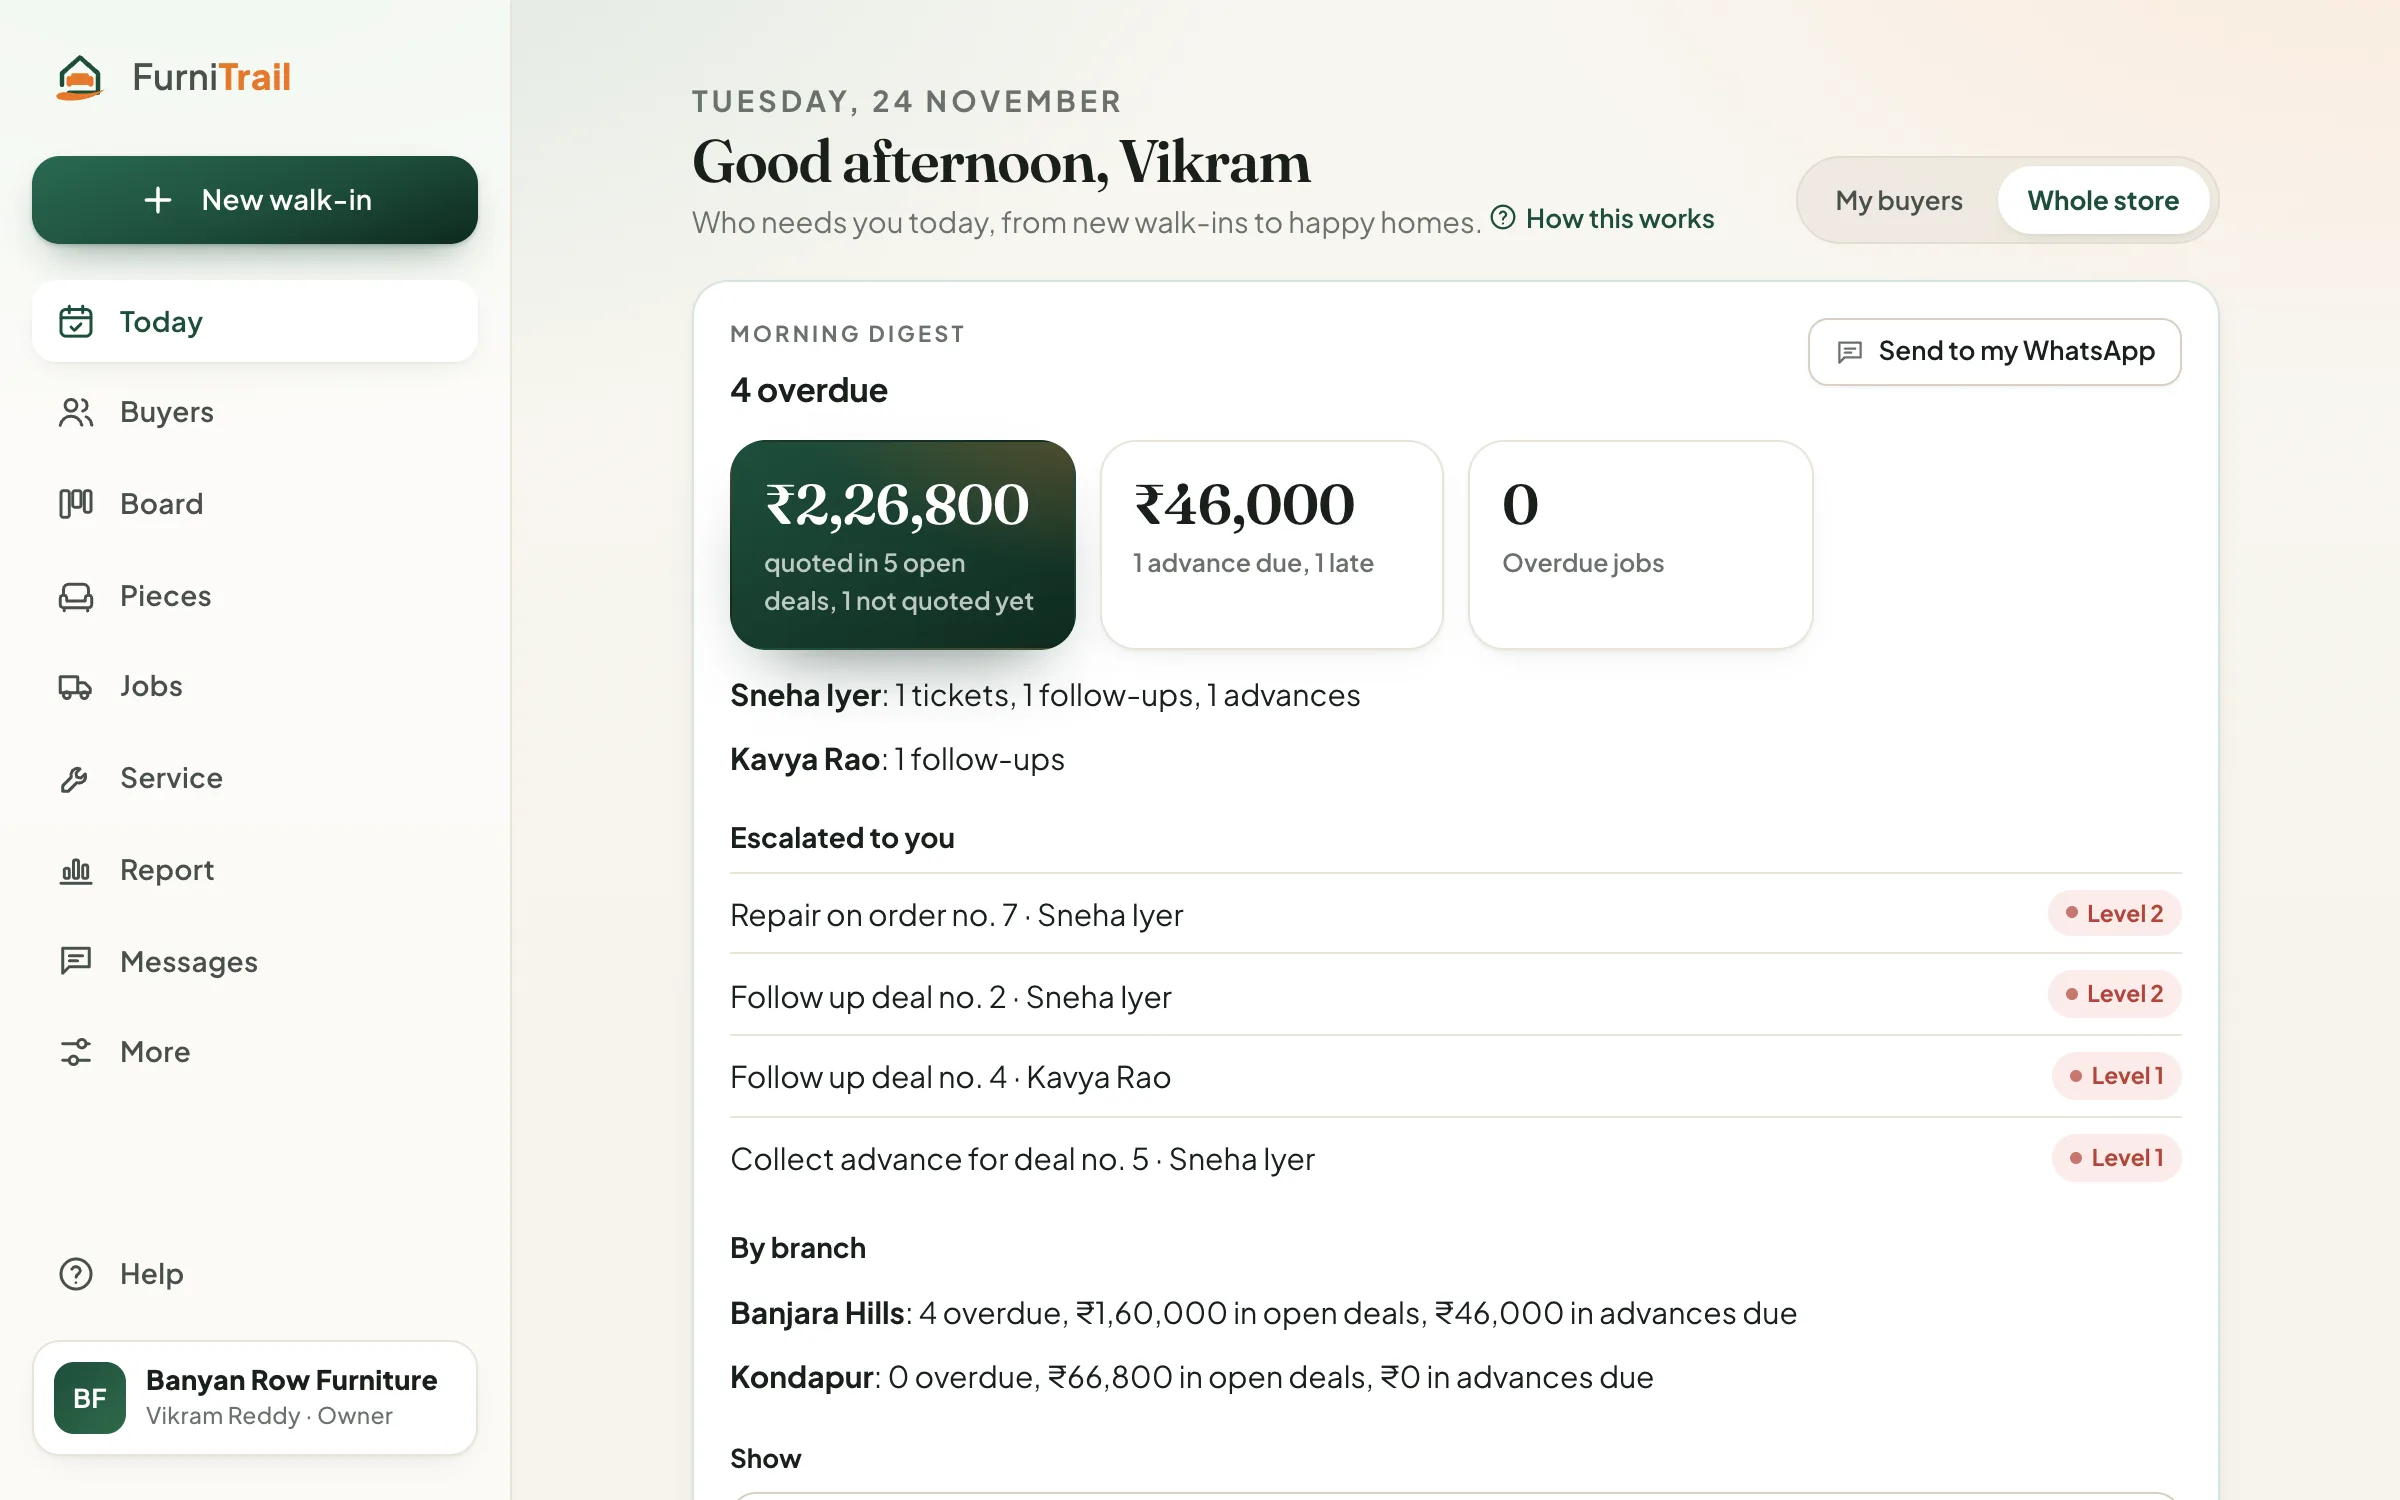 FurniTrail
New walk-in
Today
Buyers
Board
Pieces
Jobs
Service
Report
Messages
More
Help
BF
Banyan Row Furniture
Vikram Reddy · Owner
TUESDAY, 24 NOVEMBER
Good afternoon, Vikram
Who needs you today, from new walk-ins to happy homes. How this works
My buyers
Whole store
MORNING DIGEST
4 overdue
Send to my WhatsApp
₹2,26,800
quoted in 5 open
deals, 1 not quoted yet
₹46,000
1 advance due, 1 late
0
Overdue jobs
Sneha Iyer: 1 tickets, 1 follow-ups, 1 advances
Kavya Rao: 1 follow-ups
Escalated to you
Repair on order no. 7 · Sneha Iyer
Level 2
Follow up deal no. 2 · Sneha Iyer
Level 2
Follow up deal no. 4 · Kavya Rao
Level 1
Collect advance for deal no. 5 · Sneha Iyer
Level 1
By branch
Banjara Hills: 4 overdue, ₹1,60,000 in open deals, ₹46,000 in advances due
Kondapur: 0 overdue, ₹66,800 in open deals, ₹0 in advances due
Show